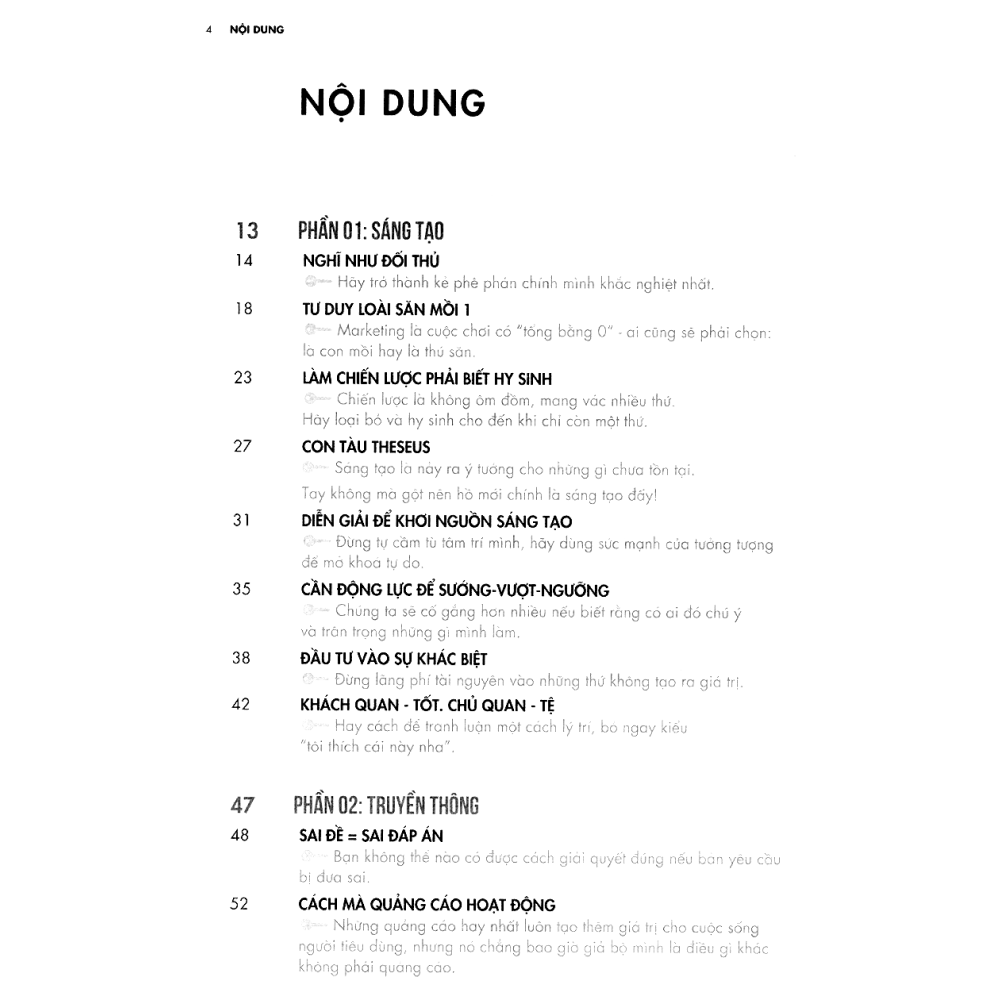 4 NỘI DUNG
NỘI DUNG
13 PHẦN 01: SÁNG TẠO
14 NGHĨ NHƯ ĐỐI THỦ
Hãy trở thành kẻ phê phán chính mình khắc nghiệt nhất.
18 TƯ DUY LOÀI SĂN MỒI 1
Marketing là cuộc chơi có “tổng bằng 0” - ai cũng sẽ phải chọn:
là con mồi hay là thú săn.
23 LÀM CHIẾN LƯỢC PHẢI BIẾT HY SINH
Chiến lược là không ôm đồm, mang vác nhiều thứ.
Hãy loại bỏ và hy sinh cho đến khi chỉ còn một thứ.
27 CON TÀU THESEUS
Sáng tạo là nảy ra ý tưởng cho những gì chưa tồn tại.
Tay không mà gột nên hồ mới chính là sáng tạo đấy!
31 DIỄN GIẢI ĐỂ KHƠI NGUỒN SÁNG TẠO
Đừng tự cầm tù tâm trí mình, hãy dùng sức mạnh của tưởng tượng
để mở khoá tự do.
35 CẦN ĐỘNG LỰC ĐỂ SƯỚNG-VƯỢT-NGƯỠNG
Chúng ta sẽ cố gắng hơn nhiều nếu biết rằng có ai đó chú ý
và trân trọng những gì mình làm.
38 ĐẦU TƯ VÀO SỰ KHÁC BIỆT
Đừng lãng phí tài nguyên vào những thứ không tạo ra giá trị.
42 KHÁCH QUAN - TỐT. CHỦ QUAN - TỆ
Hay cách để tranh luận một cách lý trí, bỏ ngay kiểu
“tôi thích cái này nha”.
47 PHẦN 02: TRUYỀN THÔNG
48 SAI ĐỀ = SAI ĐÁP ÁN
Bạn không thể nào có được cách giải quyết đúng nếu bản yêu cầu
bị đưa sai.
52 CÁCH MÀ QUẢNG CÁO HOẠT ĐỘNG
Những quảng cáo hay nhất luôn tạo thêm giá trị cho cuộc sống
người tiêu dùng, nhưng nó chẳng bao giờ giả bộ mình là điều gì khác
không phải quảng cáo.